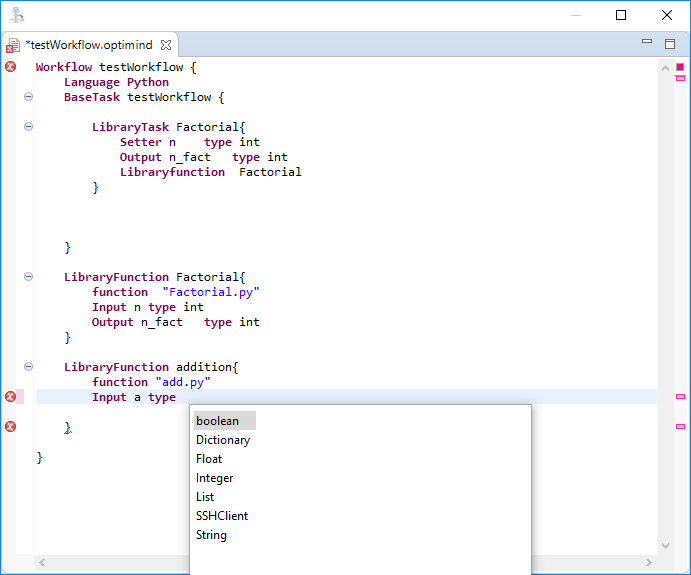 *testWorkflow.optimind
Workflow testWorkflow {
Language Python
BaseTask testWorkflow {
LibraryTask Factorial{
Setter n    type int
Output n_fact   type int
Libraryfunction  Factorial
}
}
LibraryFunction Factorial{
function  "Factorial.py"
Input n type int
Output n_fact   type int
}
LibraryFunction addition{
function "add.py"
Input a type
boolean
Dictionary
Float
Integer
List
SSHClient
String
}
}